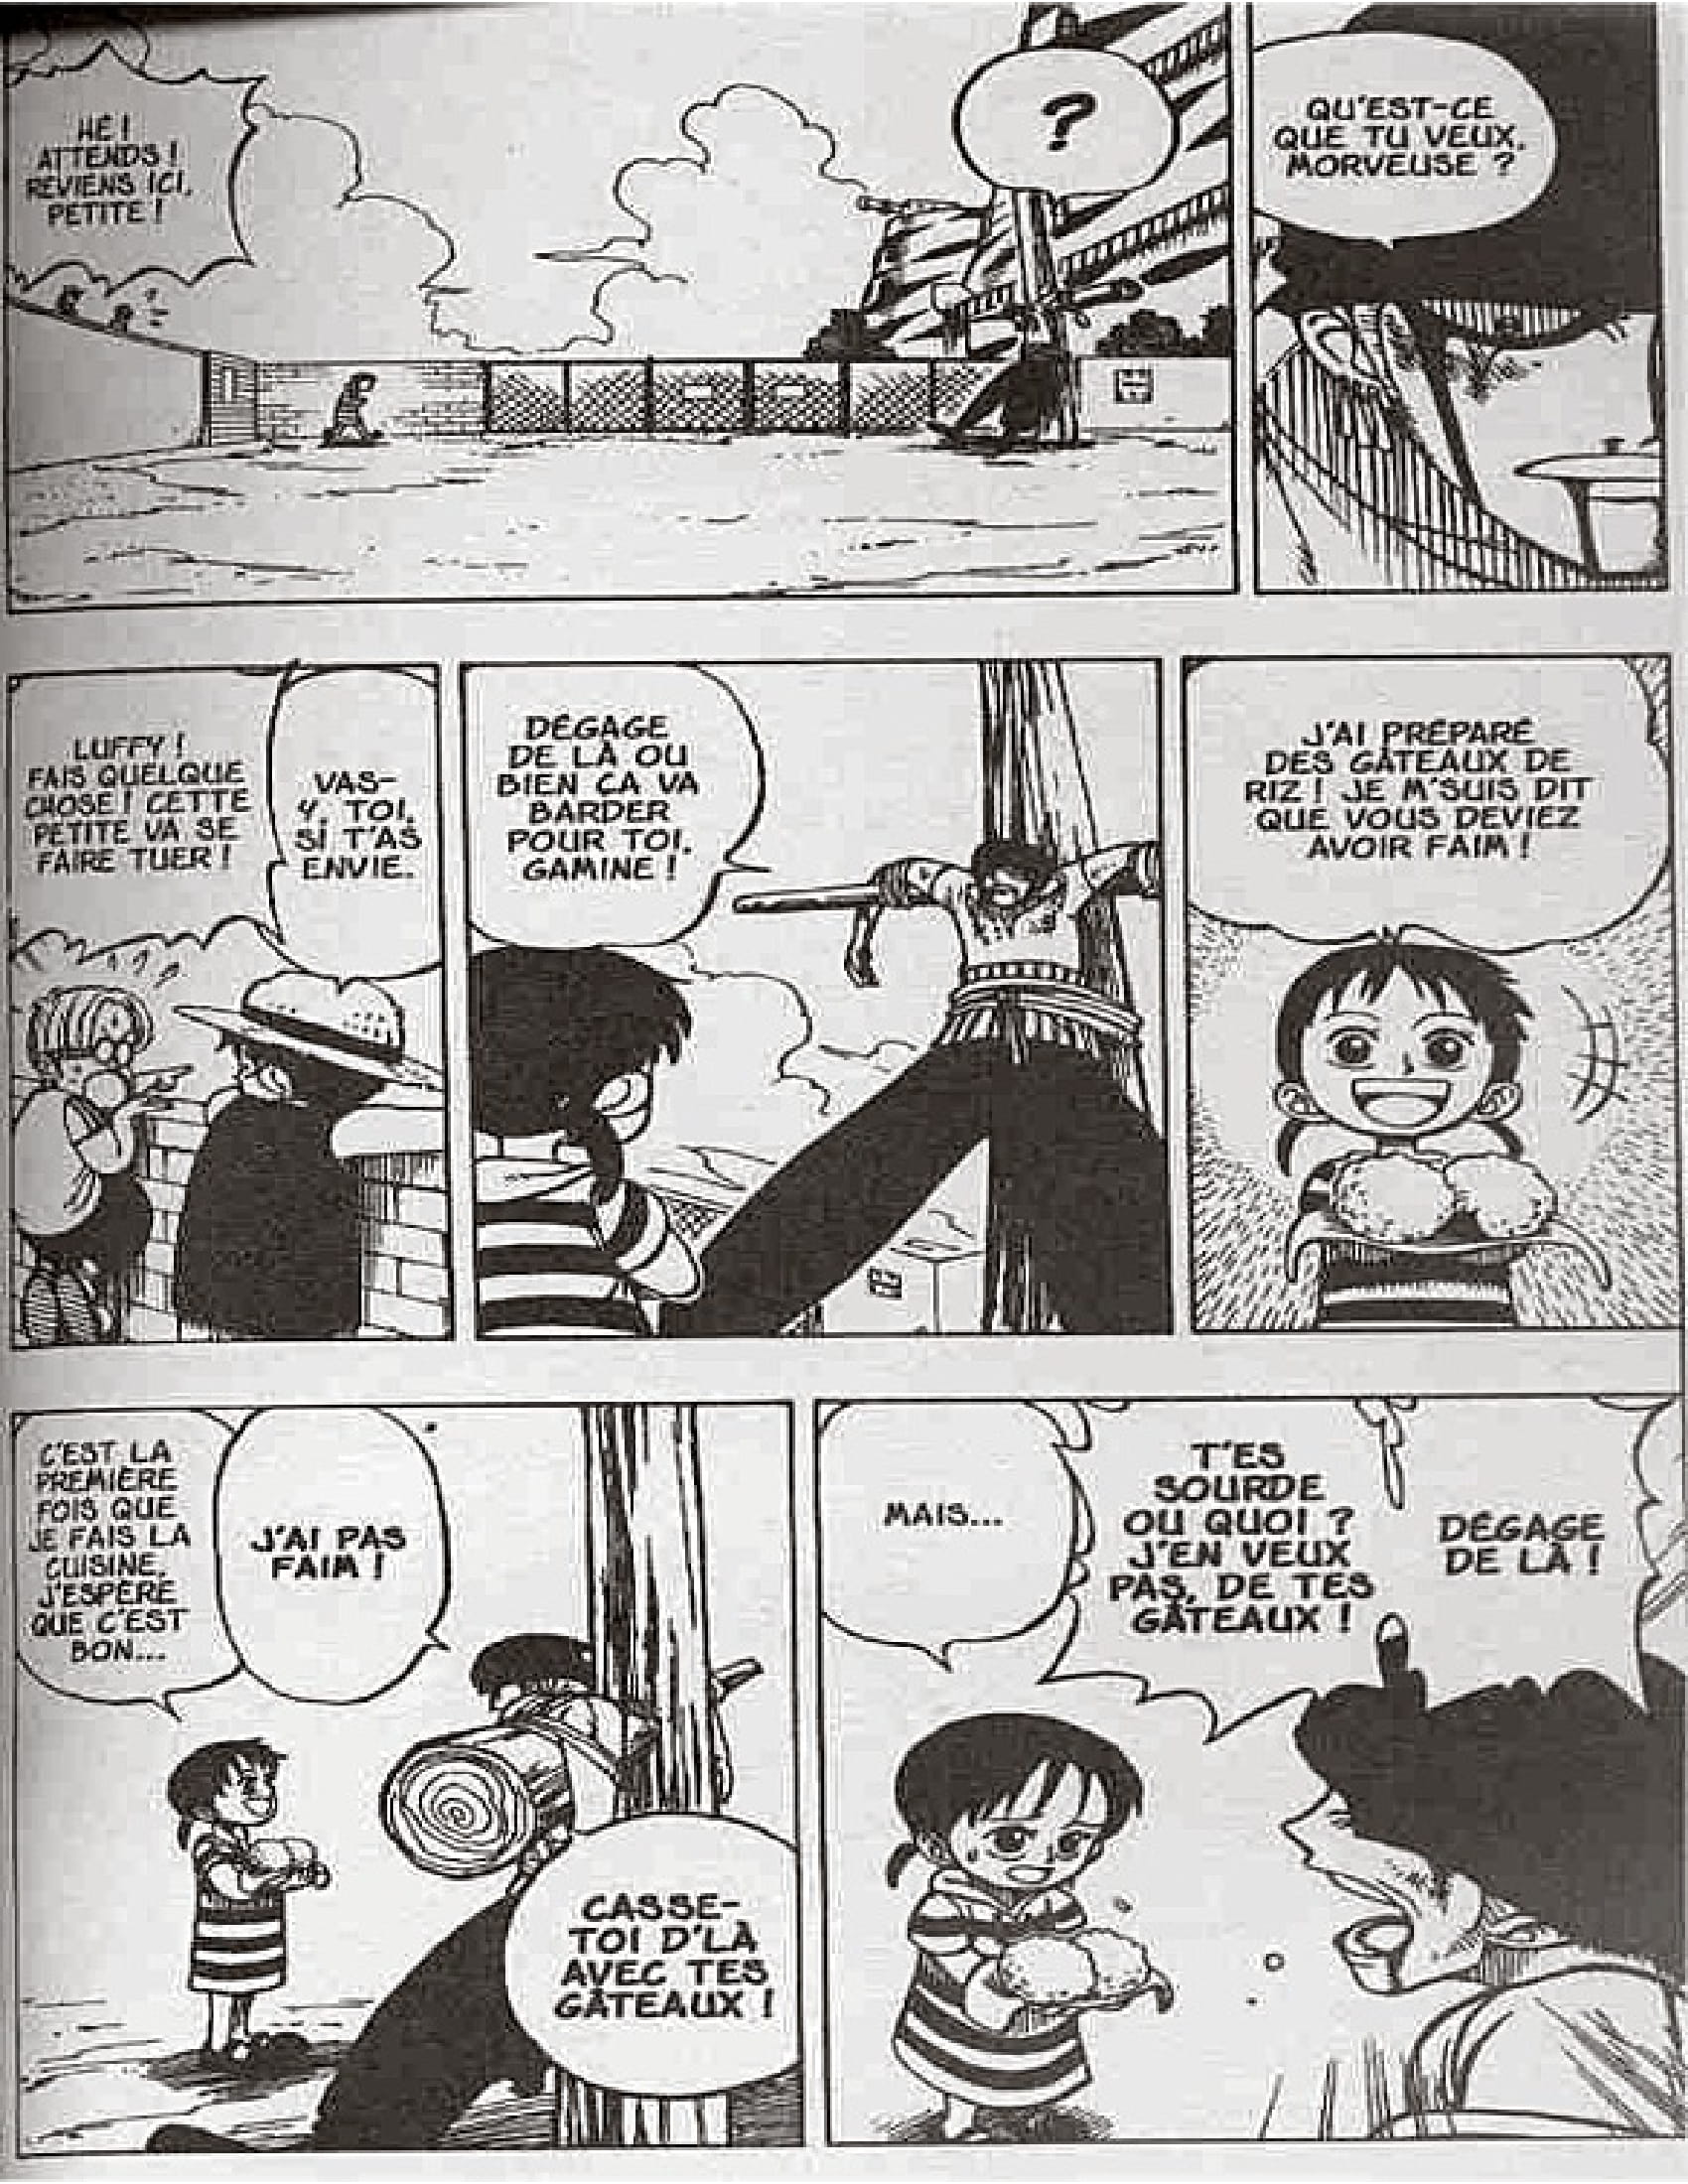 HÉ !
ATTENDS !
REVIENS ICI,
PETITE !
?
QU'EST-CE
QUE TU VEUX,
MORVEUSE ?
LUFFY !
FAIS QUELQUE
CHOSE ! CETTE
PETITE VA SE
FAIRE TUER !
VAS-
Y, TOI,
SI T'AS
ENVIE.
DÉGAGE
DE LÀ OU
BIEN ÇA VA
BARDER
POUR TOI,
GAMINE !
J'AI PRÉPARÉ
DES GÂTEAUX DE
RIZ ! JE M'SUIS DIT
QUE VOUS DEVIEZ
AVOIR FAIM !
C'EST LA
PREMIÈRE
FOIS QUE
JE FAIS LA
CUISINE,
J'ESPÈRE
QUE C'EST
BON...
J'AI PAS
FAIM !
CASSE-
TOI D'LÀ
AVEC TES
GÂTEAUX !
MAIS...
T'ES
SOURDE
OU QUOI ?
J'EN VEUX
PAS, DE TES
GÂTEAUX !
DÉGAGE
DE LÀ !